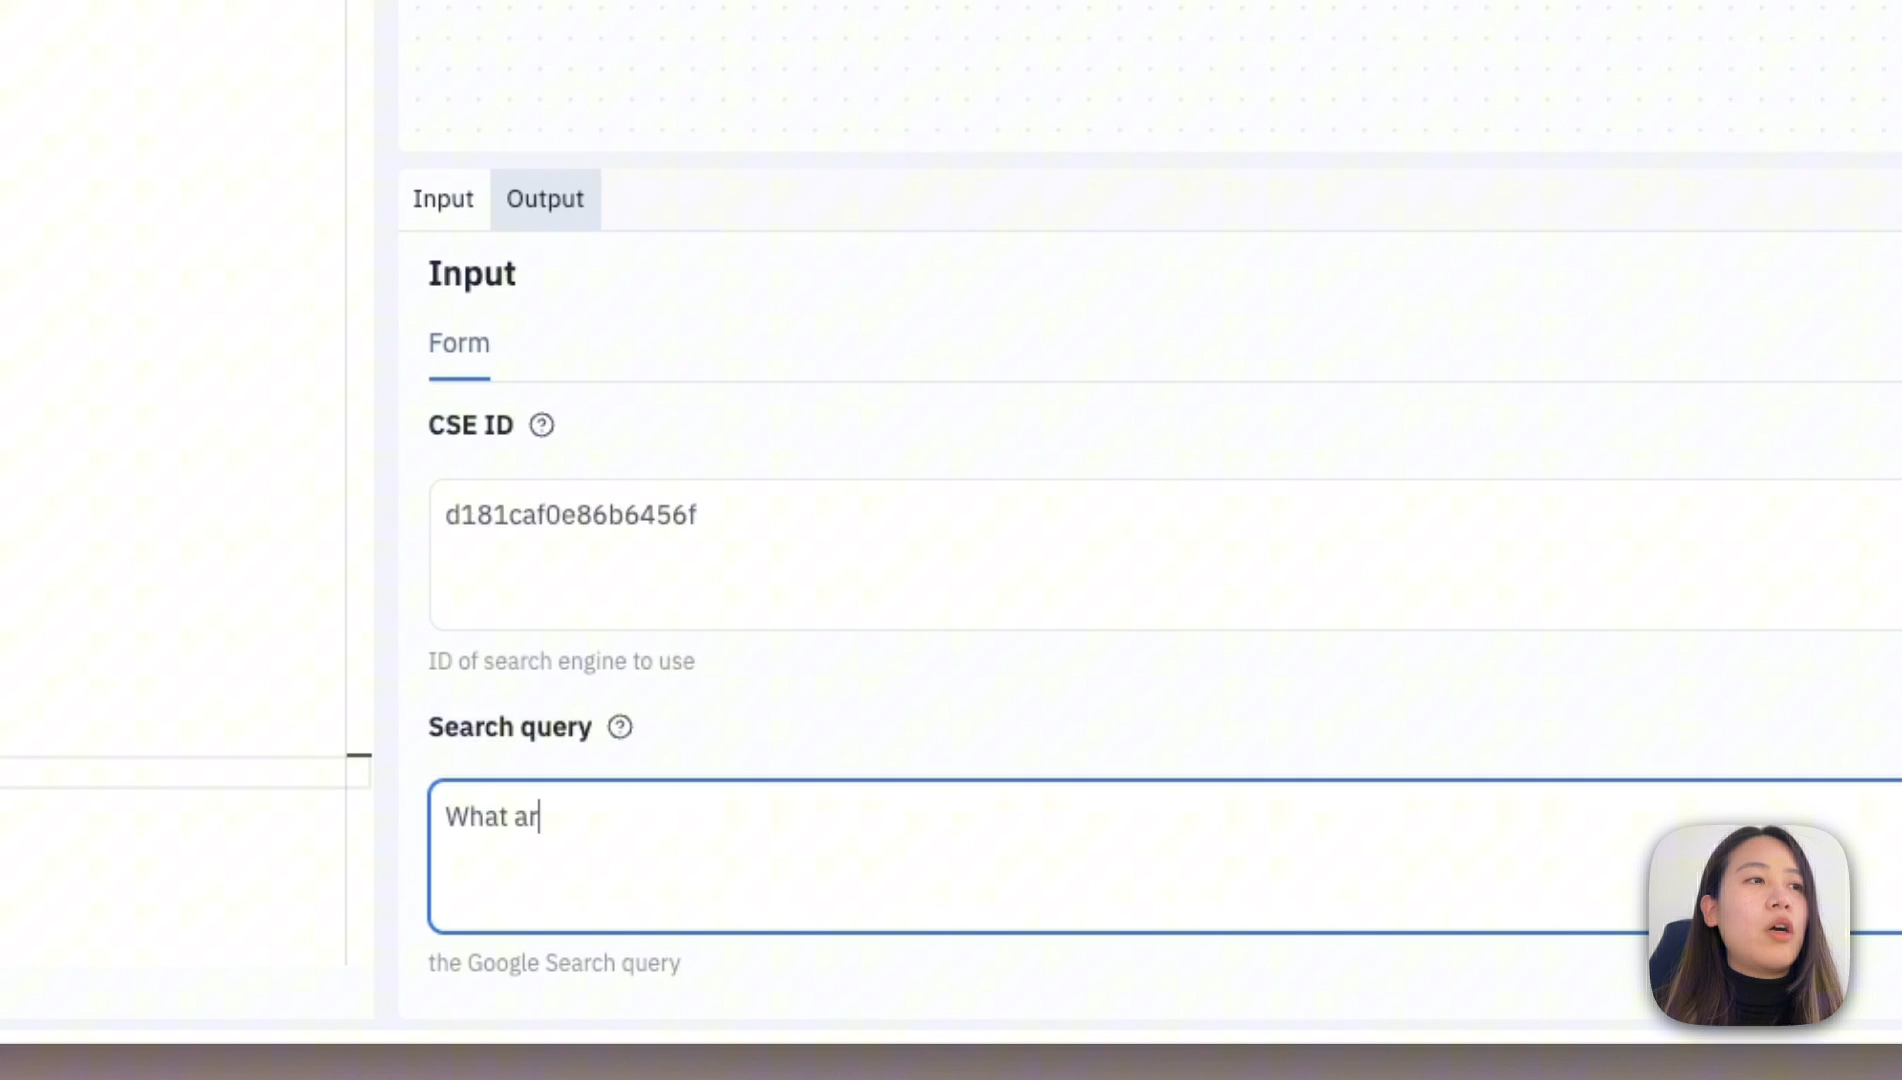 Input
Output
Input
Form
CSE ID
d181caf0e86b6456f
ID of search engine to use
Search query
What ar
the Google Search query